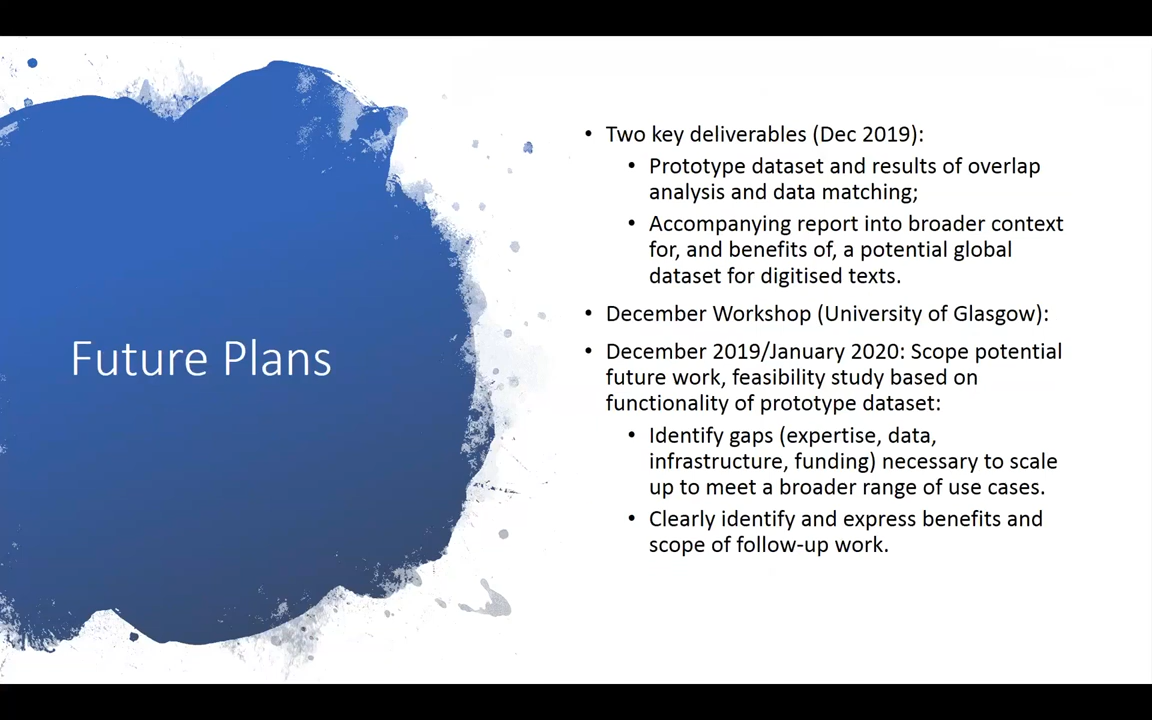 Future Plans
• Two key deliverables (Dec 2019):
• Prototype dataset and results of overlap
analysis and data matching;
• Accompanying report into broader context
for, and benefits of, a potential global
dataset for digitised texts.
• December Workshop (University of Glasgow):
• December 2019/January 2020: Scope potential
future work, feasibility study based on
functionality of prototype dataset:
• Identify gaps (expertise, data,
infrastructure, funding) necessary to scale
up to meet a broader range of use cases.
• Clearly identify and express benefits and
scope of follow-up work.